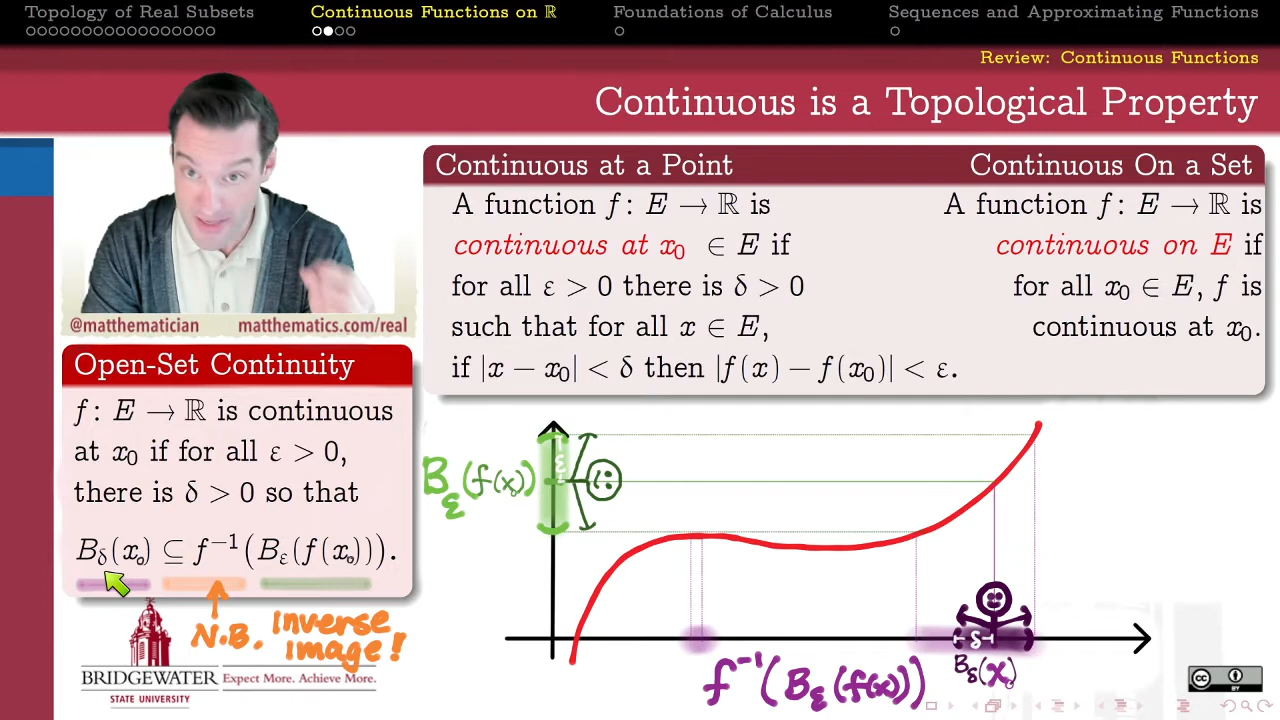 Topology of Real Subsets
Continuous Functions on ℝ
Foundations of Calculus
Sequences and Approximating Functions
Review: Continuous Functions
Continuous is a Topological Property
@matthematician matthematics.com/real
Continuous at a Point
A function f: E → ℝ is
continuous at x₀ ∈ E if
for all ε > 0 there is δ > 0
such that for all x ∈ E,
if |x − x₀| < δ then |f(x) − f(x₀)| < ε.
Continuous On a Set
A function f: E → ℝ is
continuous on E if
for all x₀ ∈ E, f is
continuous at x₀.
Open-Set Continuity
f: E → ℝ is continuous
at x₀ if for all ε > 0,
there is δ > 0 so that
B_δ(x₀) ⊆ f⁻¹(B_ε(f(x₀))).
N.B. Inverse
image!
BRIDGEWATER
STATE UNIVERSITY
Expect More. Achieve More.
B_ε(f(x₀))
ε
δ
B_δ(x₀)
f⁻¹(B_ε(f(x)))
cc
BY